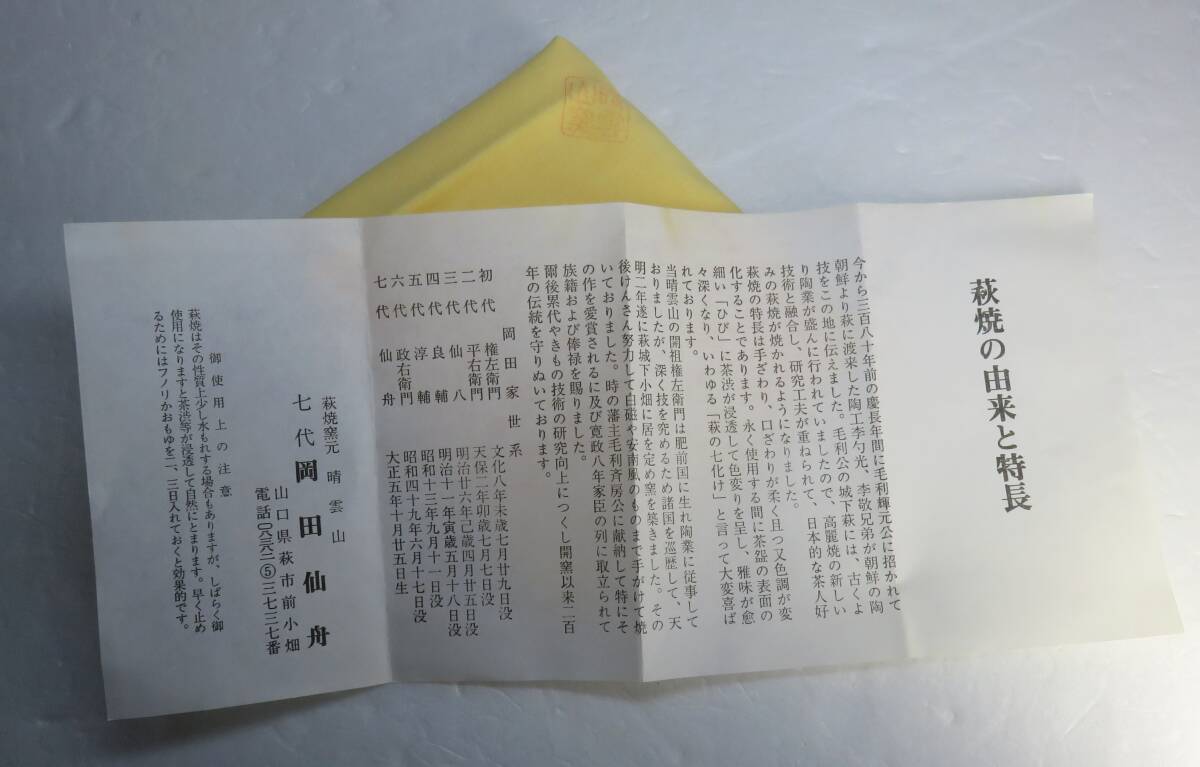 萩焼の由来と特長
今から三百八十年前の慶長年間に毛利輝元公に招かれて
朝鮮より萩に渡来した陶工李勺光、李敬兄弟が朝鮮の陶
技をこの地に伝えました。毛利公の城下萩には、古くよ
り陶業が盛んに行われていましたので、高麗焼の新しい
技術と融合し、研究工夫が重ねられて、日本的な茶人好
みの萩焼が焼かれるようになりました。
萩焼の特長は手ざわり、口ざわりが柔く且つ又色調が変
化することであります。永く使用する間に茶盌の表面の
細い「ひび」に茶渋が浸透して色変りを呈し、雅味が愈
々深くなり、いわゆる「萩の七化け」と言って大変喜ば
れております。
当晴雲山の開祖権左衛門は肥前国に生れ陶業に従事して
おりましたが、深く技を究めるため諸国を巡歴して、天
明二年遂に萩城下小畑に居を定め窯を築きました。その
後けんさん努力して白磁や安南風のものまで手がけて焼
いておりました。時の藩主毛利斉房公に献納して特にそ
の作を愛賞されるに及び寛政八年家臣の列に取立られて
族籍および俸禄を賜りました。
爾後累代やきもの技術の研究向上につくし開窯以来二百
年の伝統を守りぬいております。
岡田家世系
初代 権左衛門 文化八年未歳七月廿九日没
二代 平右衛門 天保二年卯歳七月七日没
三代 仙八 明治廿六年己歳四月廿五日没
四代 良輔 明治十一年寅歳五月十八日没
五代 淳輔 昭和十三年九月十一日没
六代 政右衛門 昭和四十九年六月十七日没
七代 仙舟 大正五年十月廿五日生
萩焼窯元 晴雲山
七代 岡田仙舟
山口県萩市前小畑
電話〇八三八二⑤三七三七番
御使用上の注意
萩焼はその性質上少し水もれする場合もありますが、しばらく御
使用になりますと茶渋等が浸透して自然にとまります。早く止め
るためにはフノリかおもゆを二、三日入れておくと効果的です。